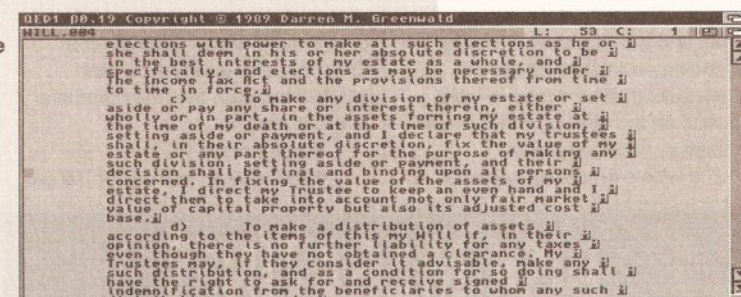 e
QED1 β0.19 Copyright © 1989 Darren M. Greenwald
WILL.004 L: 53 C: 1
elections with power to make all such elections as he or
she shall deem in his or her absolute discretion to be
in the best interests of my estate as a whole, and
specifically, and elections as may be necessary under
The Income Tax Act and the provisions thereof from time
to time in force.
c) To make any division of my estate or set
aside or pay any share or interest therein, either
wholly or in part, in the assets forming my estate at
the time of my death or at the time of such division,
setting aside or payment, and I declare that my trustees
shall, in their absolute discretion, fix the value of my
estate or any part thereof for the purpose of making any
such division, setting aside or payment, and their
decision shall be final and binding upon all persons
concerned. In fixing the value of the assets of my
estate, I direct my Trustee to keep an even hand and I
direct them to take into account not only fair market
value of capital property but also its adjusted cost
base.
d) To make a distribution of assets
according to the items of this my Will if, in their
opinion, there is no further liability for any taxes
even though they have not obtained a clearance. My
Trustees may, if they consider it advisable, make any
such distribution, and as a condition for so doing shall
have the right to ask for and receive signed
indemnification from the beneficiaries to whom any such